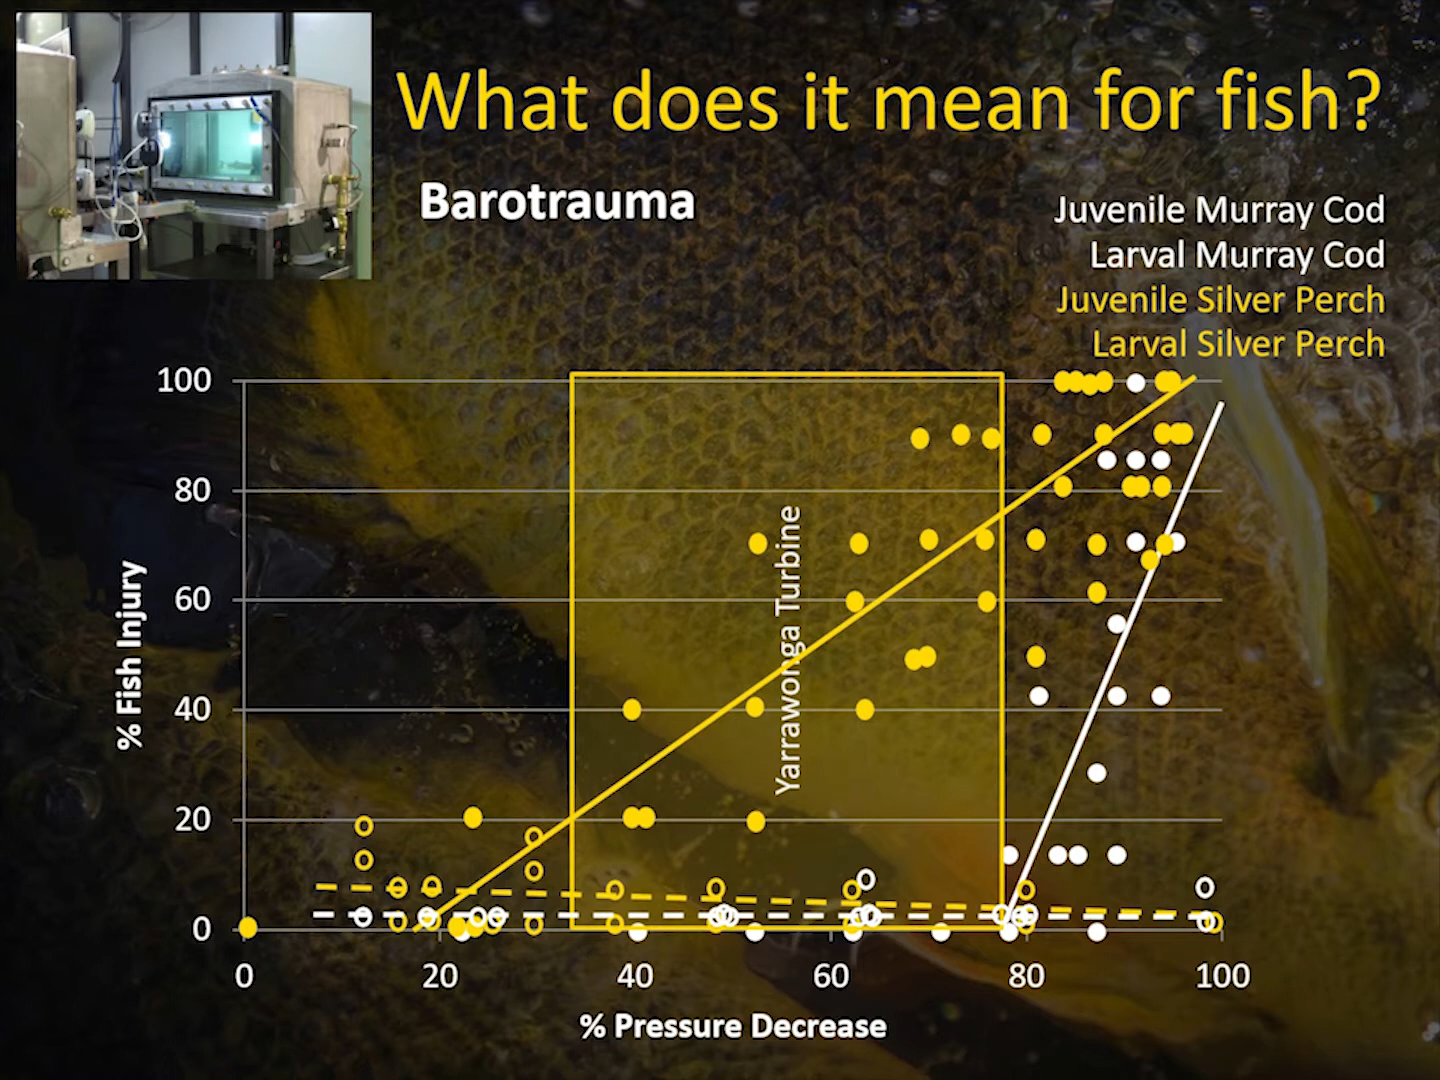 What does it mean for fish?
Barotrauma
Juvenile Murray Cod
Larval Murray Cod
Juvenile Silver Perch
Larval Silver Perch
100
80
60
40
20
0
% Fish Injury
Yarrawonga Turbine
0 20 40 60 80 100
% Pressure Decrease